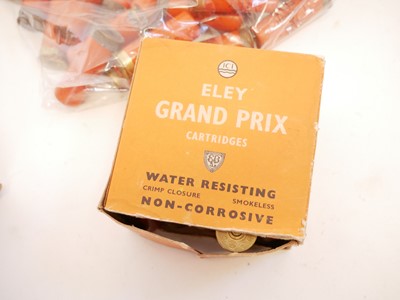 ICI
ELEY
GRAND PRIX
CARTRIDGES
WATER RESISTING
CRIMP CLOSURE SMOKELESS
NON-CORROSIVE